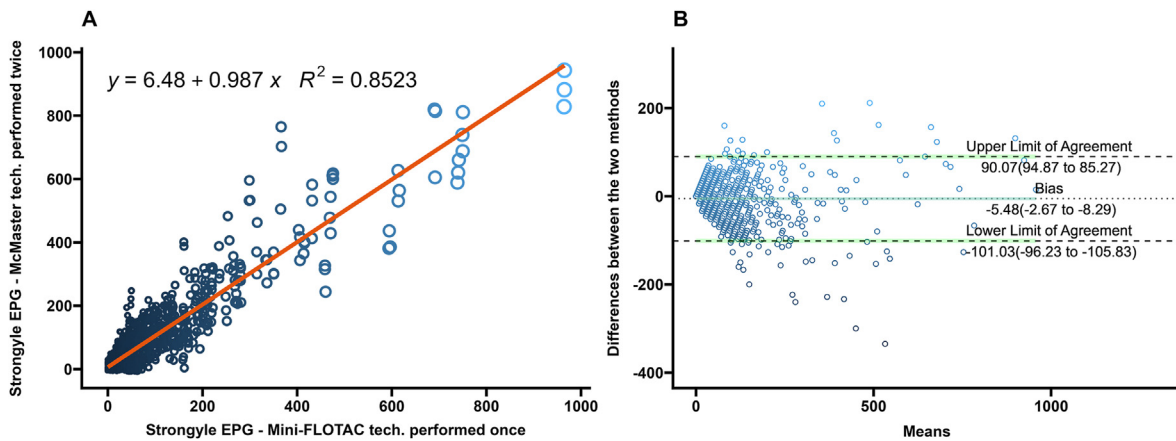 A
Strongyle EPG - McMaster tech. performed twice
1000
800
600
400
200
0
y = 6.48 + 0.987 x R² = 0.8523
0 200 400 600 800 1000
Strongyle EPG - Mini-FLOTAC tech. performed once
B
Differences between the two methods
200
0
-200
-400
Upper Limit of Agreement
90.07(94.87 to 85.27)
Bias
-5.48(-2.67 to -8.29)
Lower Limit of Agreement
-101.03(-96.23 to -105.83)
0 500 1000
Means